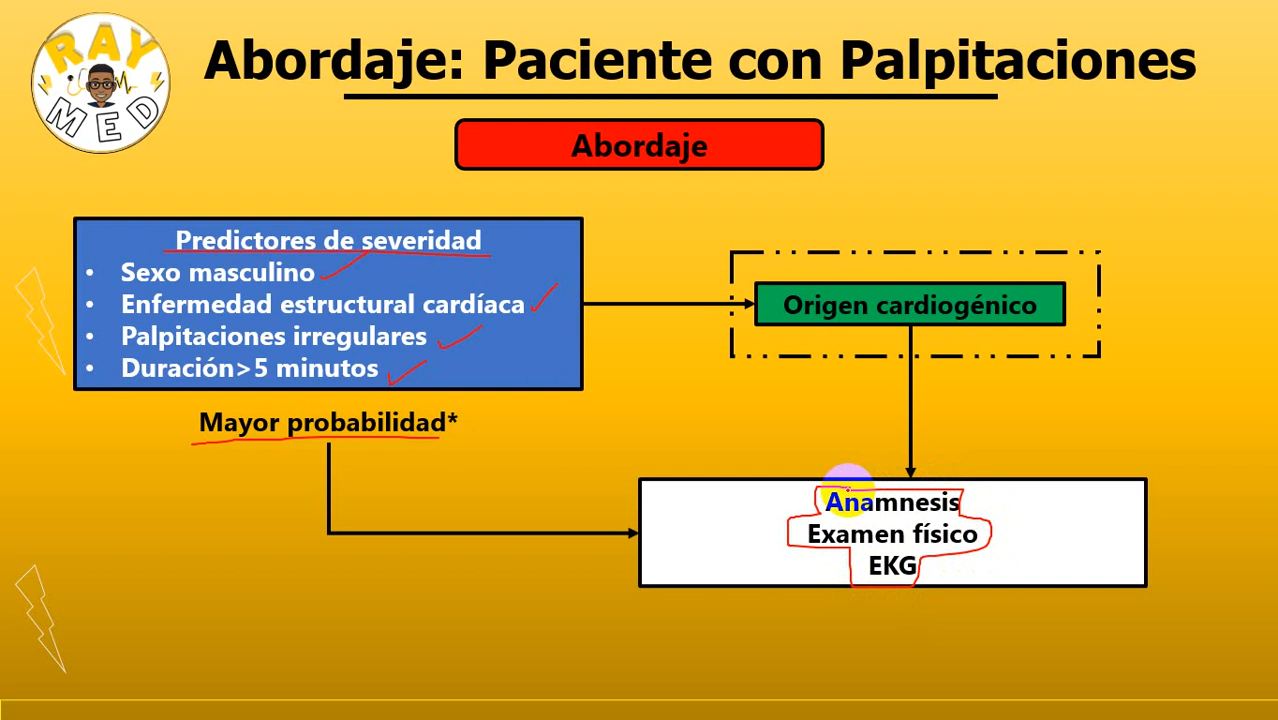 RAY
MED
Abordaje: Paciente con Palpitaciones
Abordaje
Predictores de severidad
• Sexo masculino
• Enfermedad estructural cardíaca
• Palpitaciones irregulares
• Duración>5 minutos
Origen cardiogénico
Mayor probabilidad*
Anamnesis
Examen físico
EKG